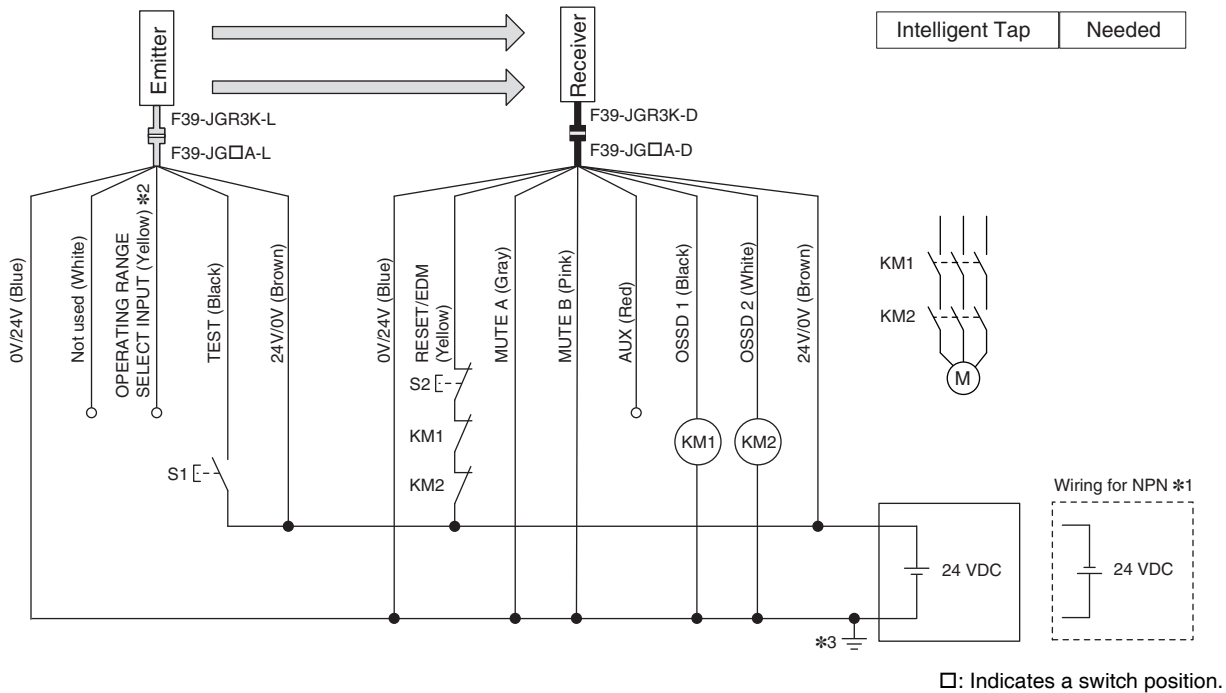 Emitter
Receiver
Intelligent Tap
Needed
F39-JGR3K-L
F39-JG□A-L
F39-JGR3K-D
F39-JG□A-D
0V/24V (Blue)
Not used (White)
OPERATING RANGE
SELECT INPUT (Yellow) *2
TEST (Black)
24V/0V (Brown)
0V/24V (Blue)
RESET/EDM
(Yellow)
MUTE A (Gray)
MUTE B (Pink)
AUX (Red)
OSSD 1 (Black)
OSSD 2 (White)
24V/0V (Brown)
KM1
KM2
M
S2
KM1
KM2
KM1
KM2
S1
Wiring for NPN *1
24 VDC
24 VDC
*3
□: Indicates a switch position.